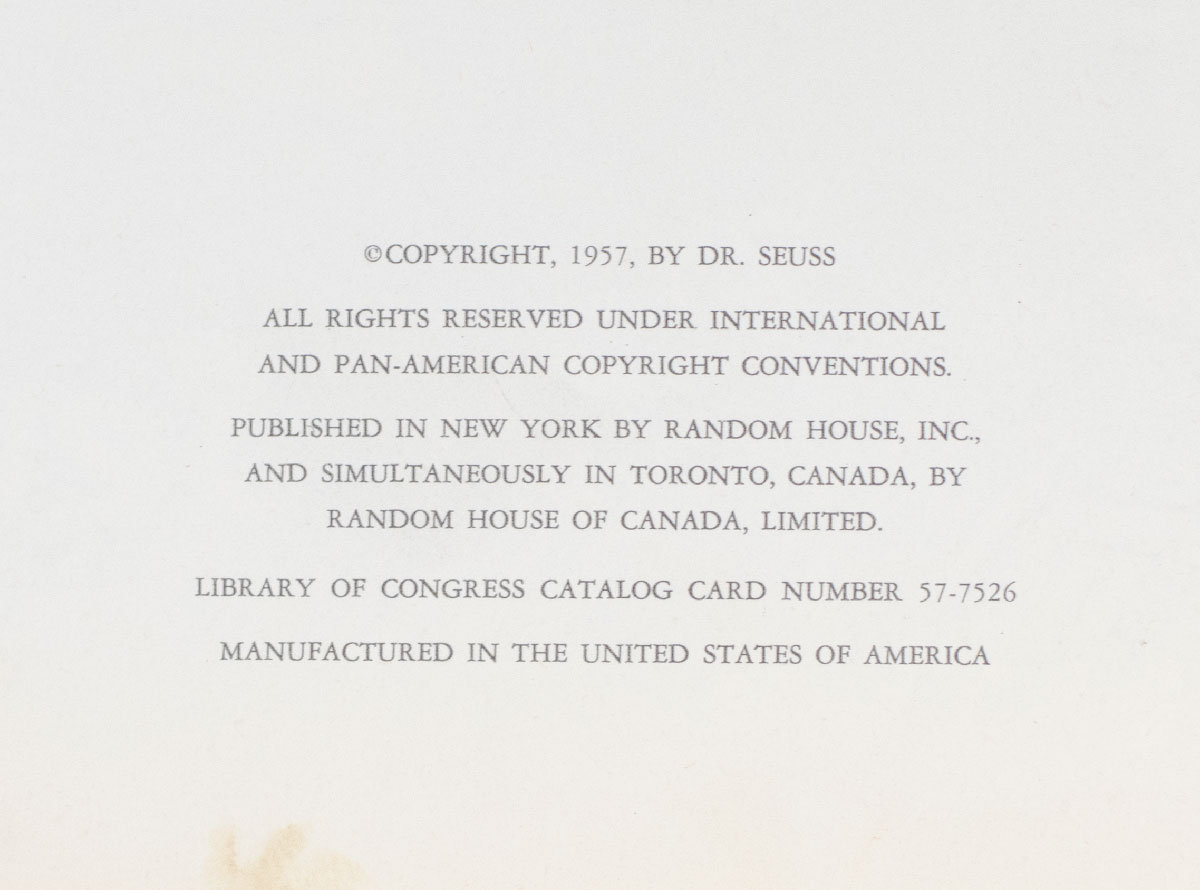 ©COPYRIGHT, 1957, BY DR. SEUSS
ALL RIGHTS RESERVED UNDER INTERNATIONAL
AND PAN-AMERICAN COPYRIGHT CONVENTIONS.
PUBLISHED IN NEW YORK BY RANDOM HOUSE, INC.,
AND SIMULTANEOUSLY IN TORONTO, CANADA, BY
RANDOM HOUSE OF CANADA, LIMITED.
LIBRARY OF CONGRESS CATALOG CARD NUMBER 57-7526
MANUFACTURED IN THE UNITED STATES OF AMERICA